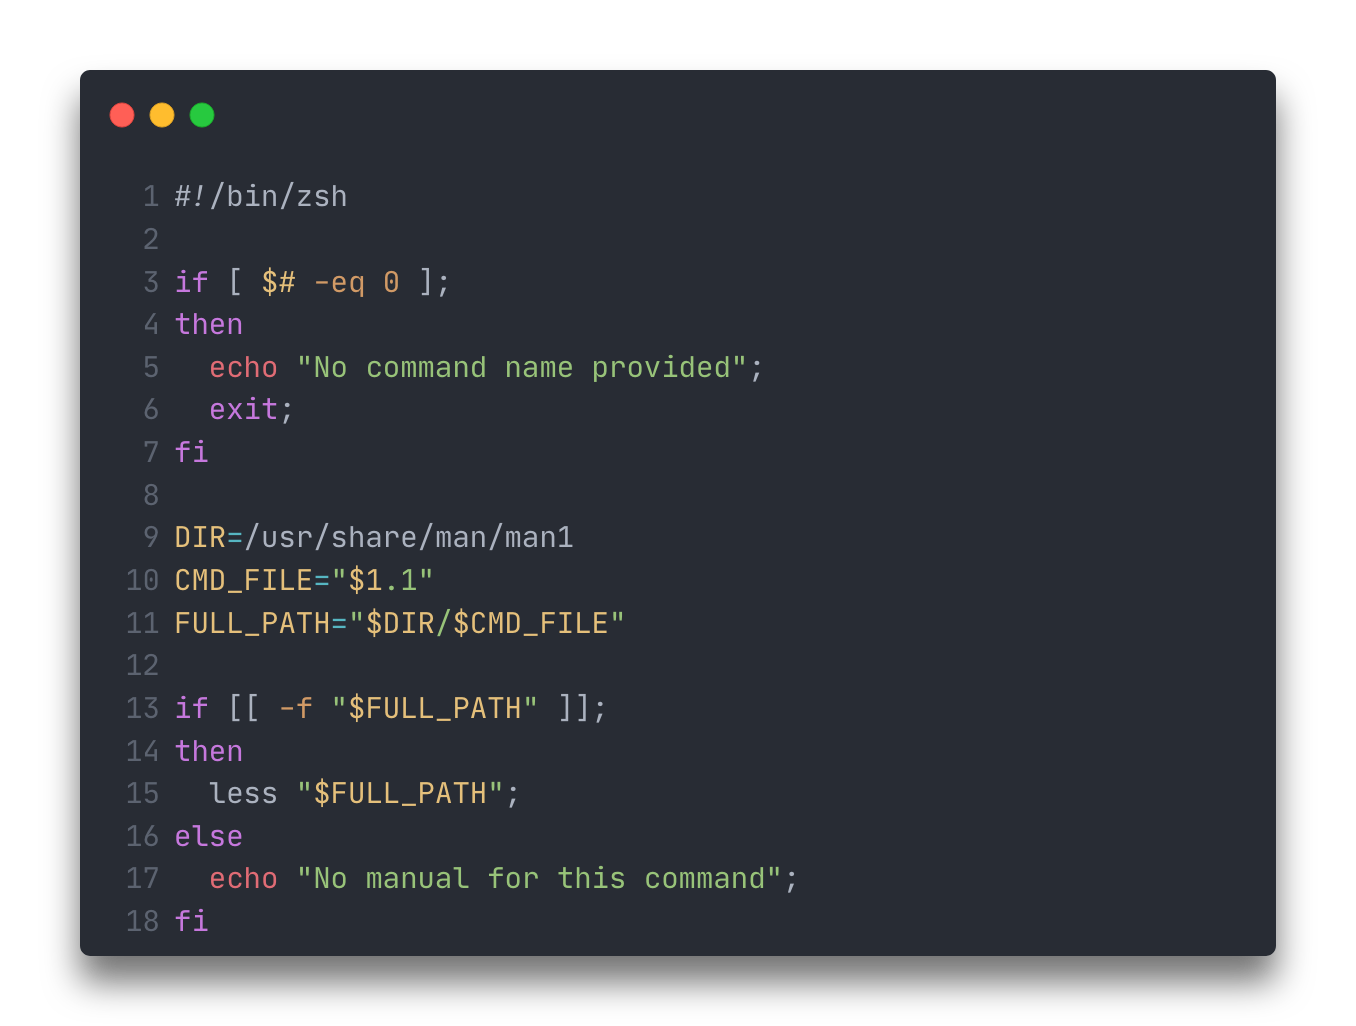 1 #!/bin/zsh
2
3 if [ $# -eq 0 ];
4 then
5   echo "No command name provided";
6   exit;
7 fi
8
9 DIR=/usr/share/man/man1
10 CMD_FILE="$1.1"
11 FULL_PATH="$DIR/$CMD_FILE"
12
13 if [[ -f "$FULL_PATH" ]];
14 then
15   less "$FULL_PATH";
16 else
17   echo "No manual for this command";
18 fi